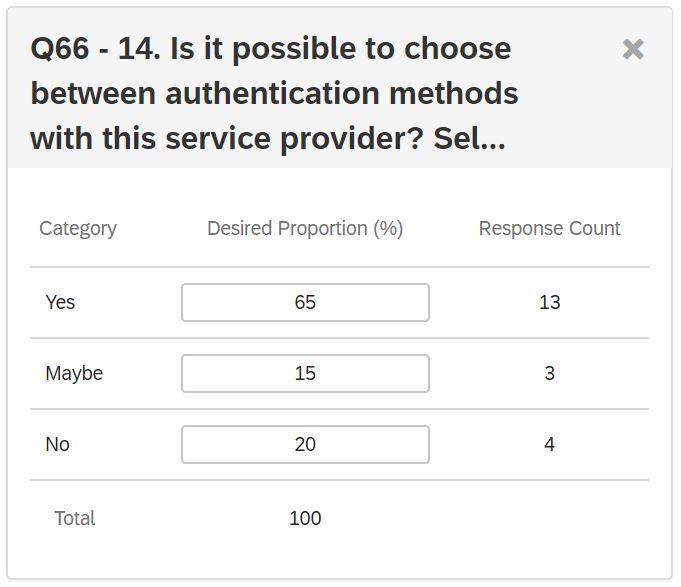 Q66 - 14. Is it possible to choose
between authentication methods
with this service provider? Sel...
Category Desired Proportion (%) Response Count
Yes 65 13
Maybe 15 3
No 20 4
Total 100